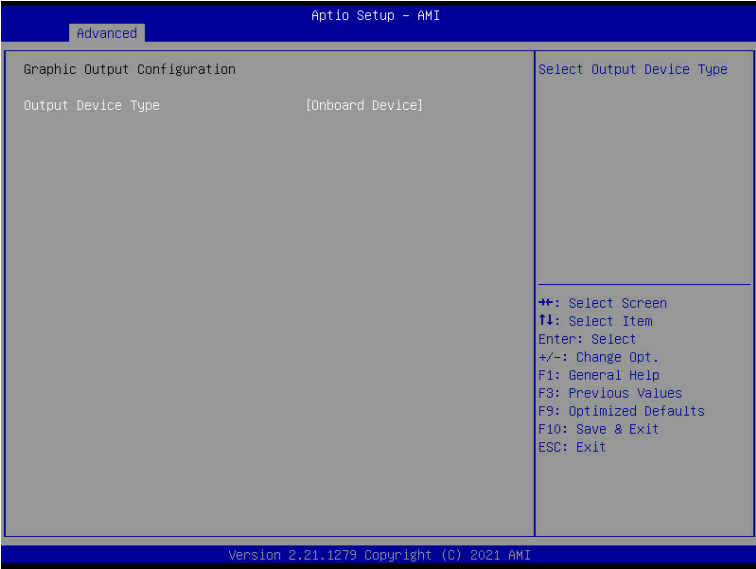 Aptio Setup – AMI
Advanced
Graphic Output Configuration
Output Device Type [Onboard Device]
Select Output Device Type
→←: Select Screen
↑↓: Select Item
Enter: Select
+/-: Change Opt.
F1: General Help
F3: Previous Values
F9: Optimized Defaults
F10: Save & Exit
ESC: Exit
Version 2.21.1279 Copyright (C) 2021 AMI